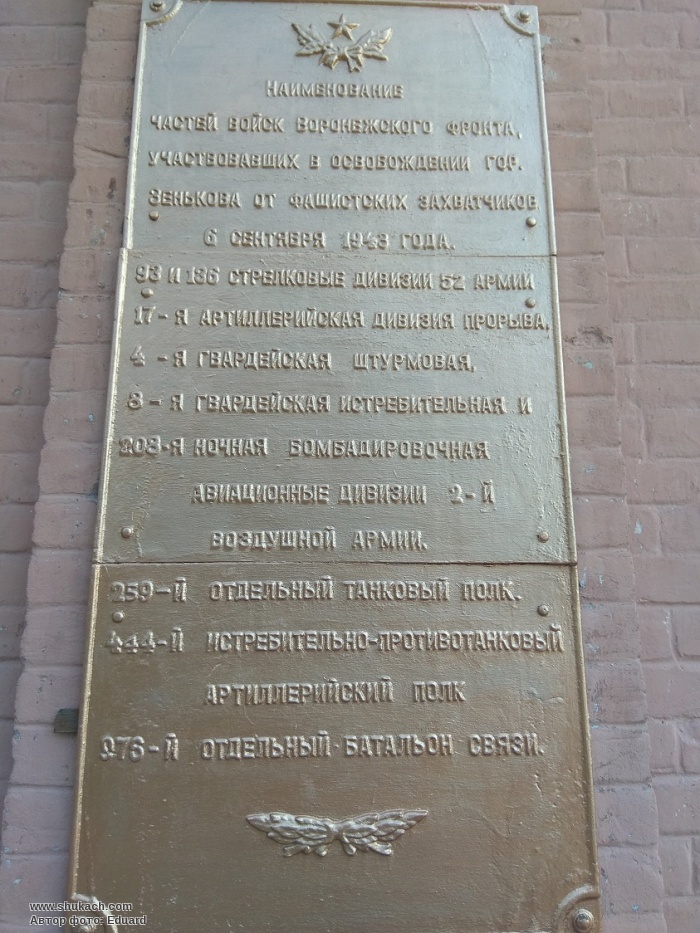 Наименование
частей войск Воронежского фронта,
участвовавших в освобождении гор.
Зенькова от фашистских захватчиков
6 сентября 1943 года.
93 и 136 стрелковые дивизии 52 армии
17-я артиллерийская дивизия прорыва,
4-я гвардейская штурмовая,
8-я гвардейская истребительная и
208-я ночная бомбадировочная
авиационные дивизии 2-й
воздушной армии.
259-й отдельный танковый полк.
444-й истребительно-противотанковый
артиллерийский полк
976-й отдельный батальон связи.
www.shukach.com
Автор фото: Eduard